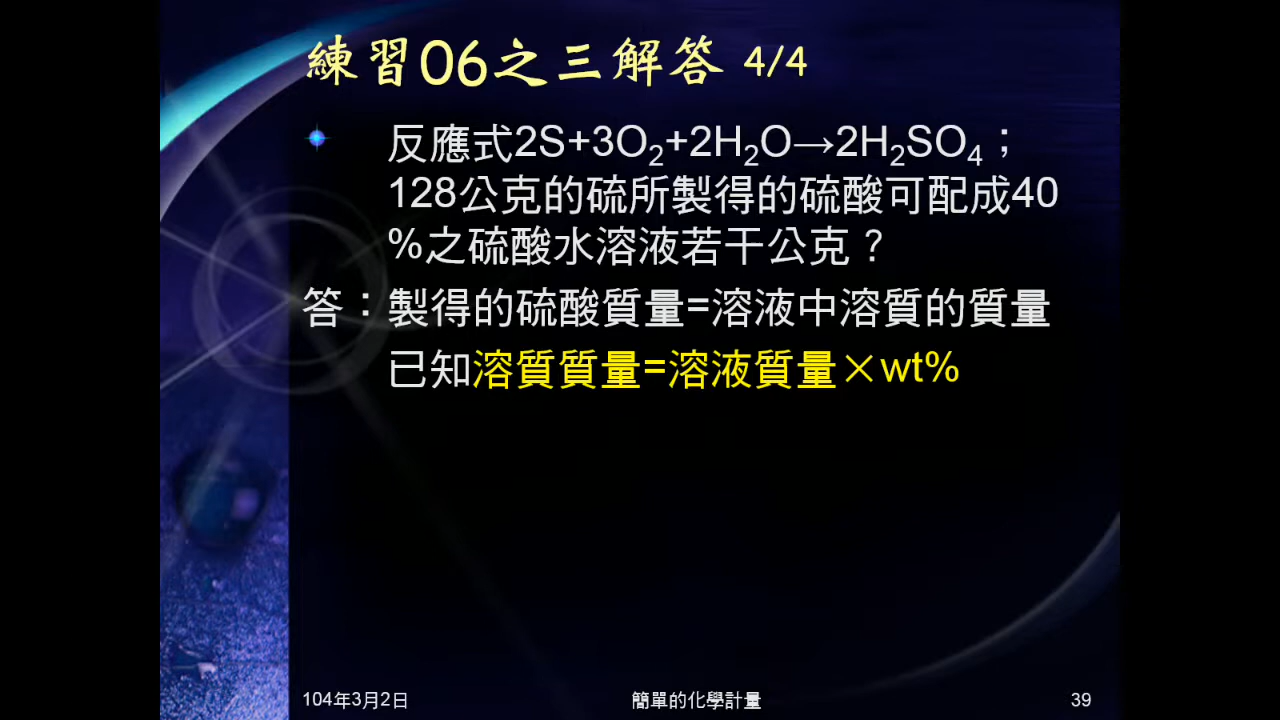 練習06之三解答 4/4
反應式2S+3O₂+2H₂O→2H₂SO₄；
128公克的硫所製得的硫酸可配成40
%之硫酸水溶液若干公克？
答：製得的硫酸質量=溶液中溶質的質量
已知溶質質量=溶液質量×wt%
104年3月2日
簡單的化學計量
39